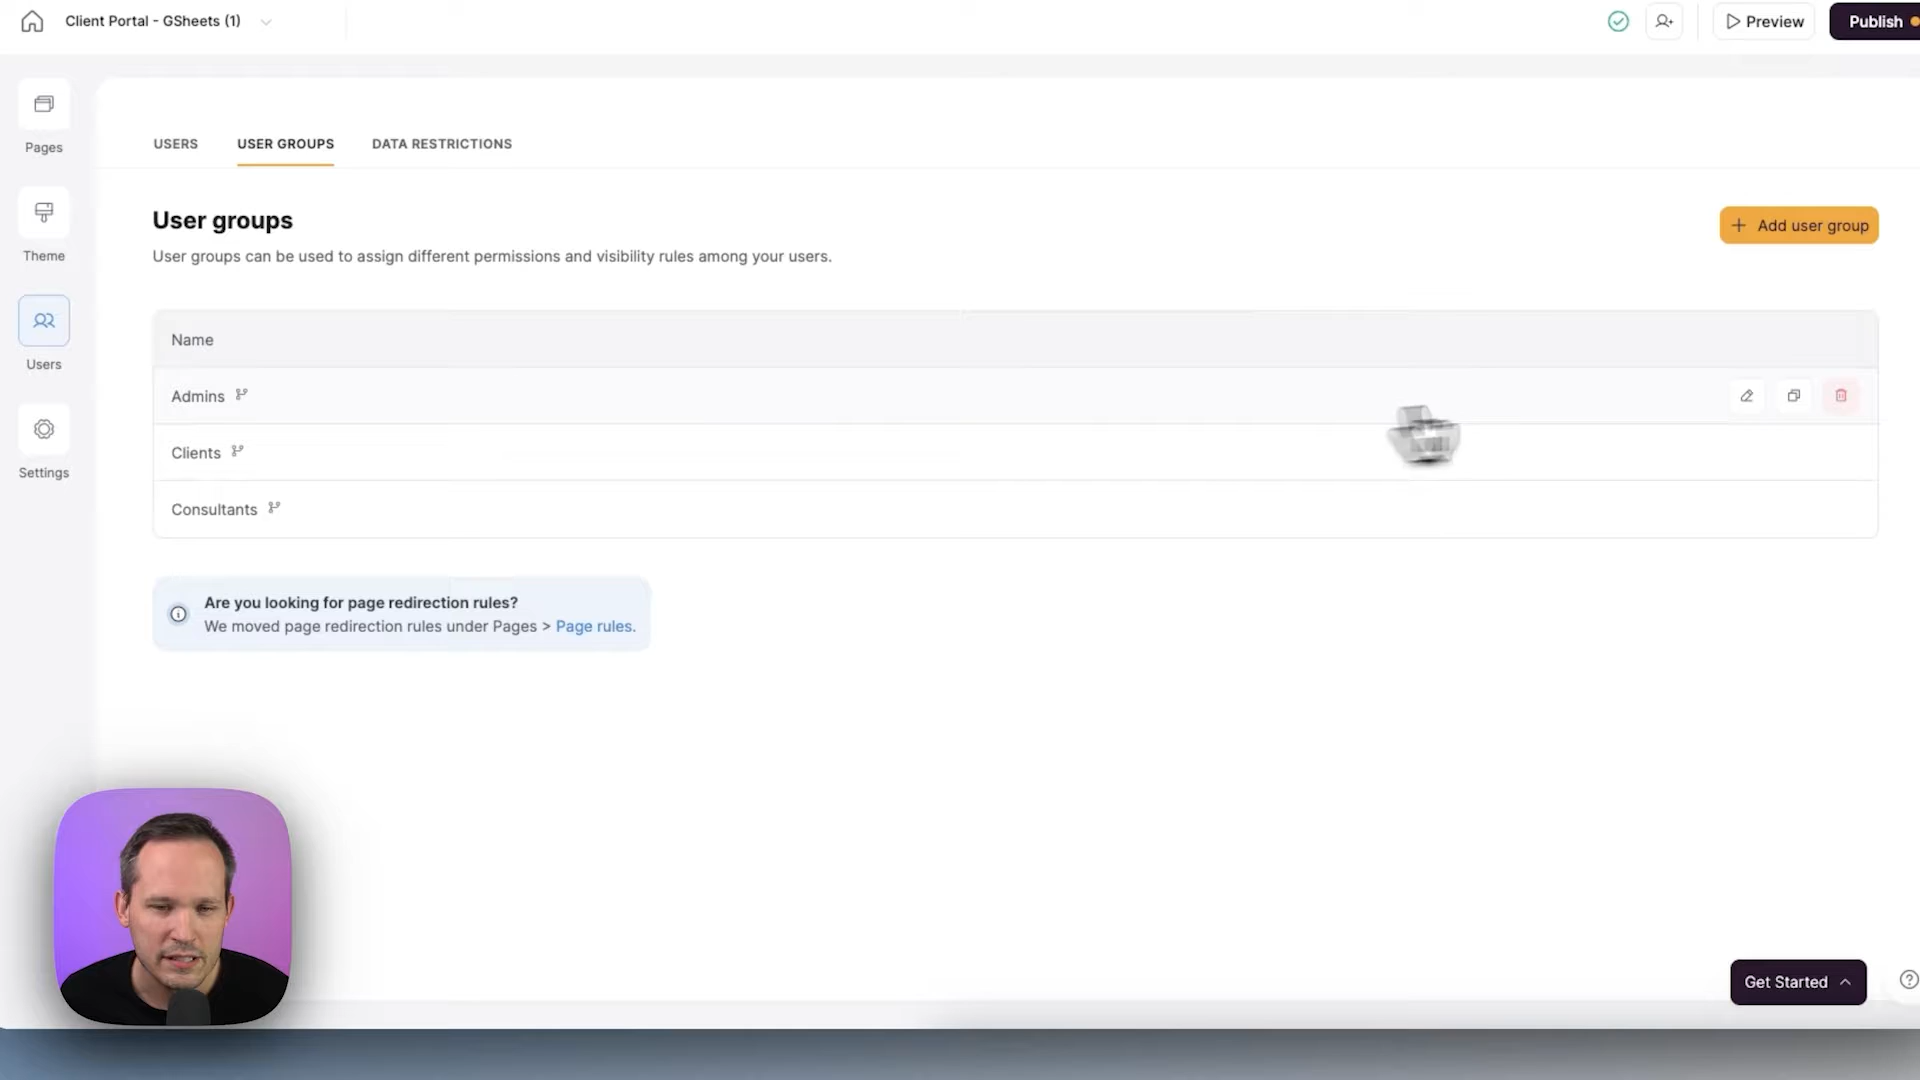 Client Portal - GSheets (1)
Preview
Publish
Pages
Theme
Users
Settings
USERS
USER GROUPS
DATA RESTRICTIONS
User groups
Add user group
User groups can be used to assign different permissions and visibility rules among your users.
Name
Admins
Clients
Consultants
Are you looking for page redirection rules?
We moved page redirection rules under Pages > Page rules.
Get Started